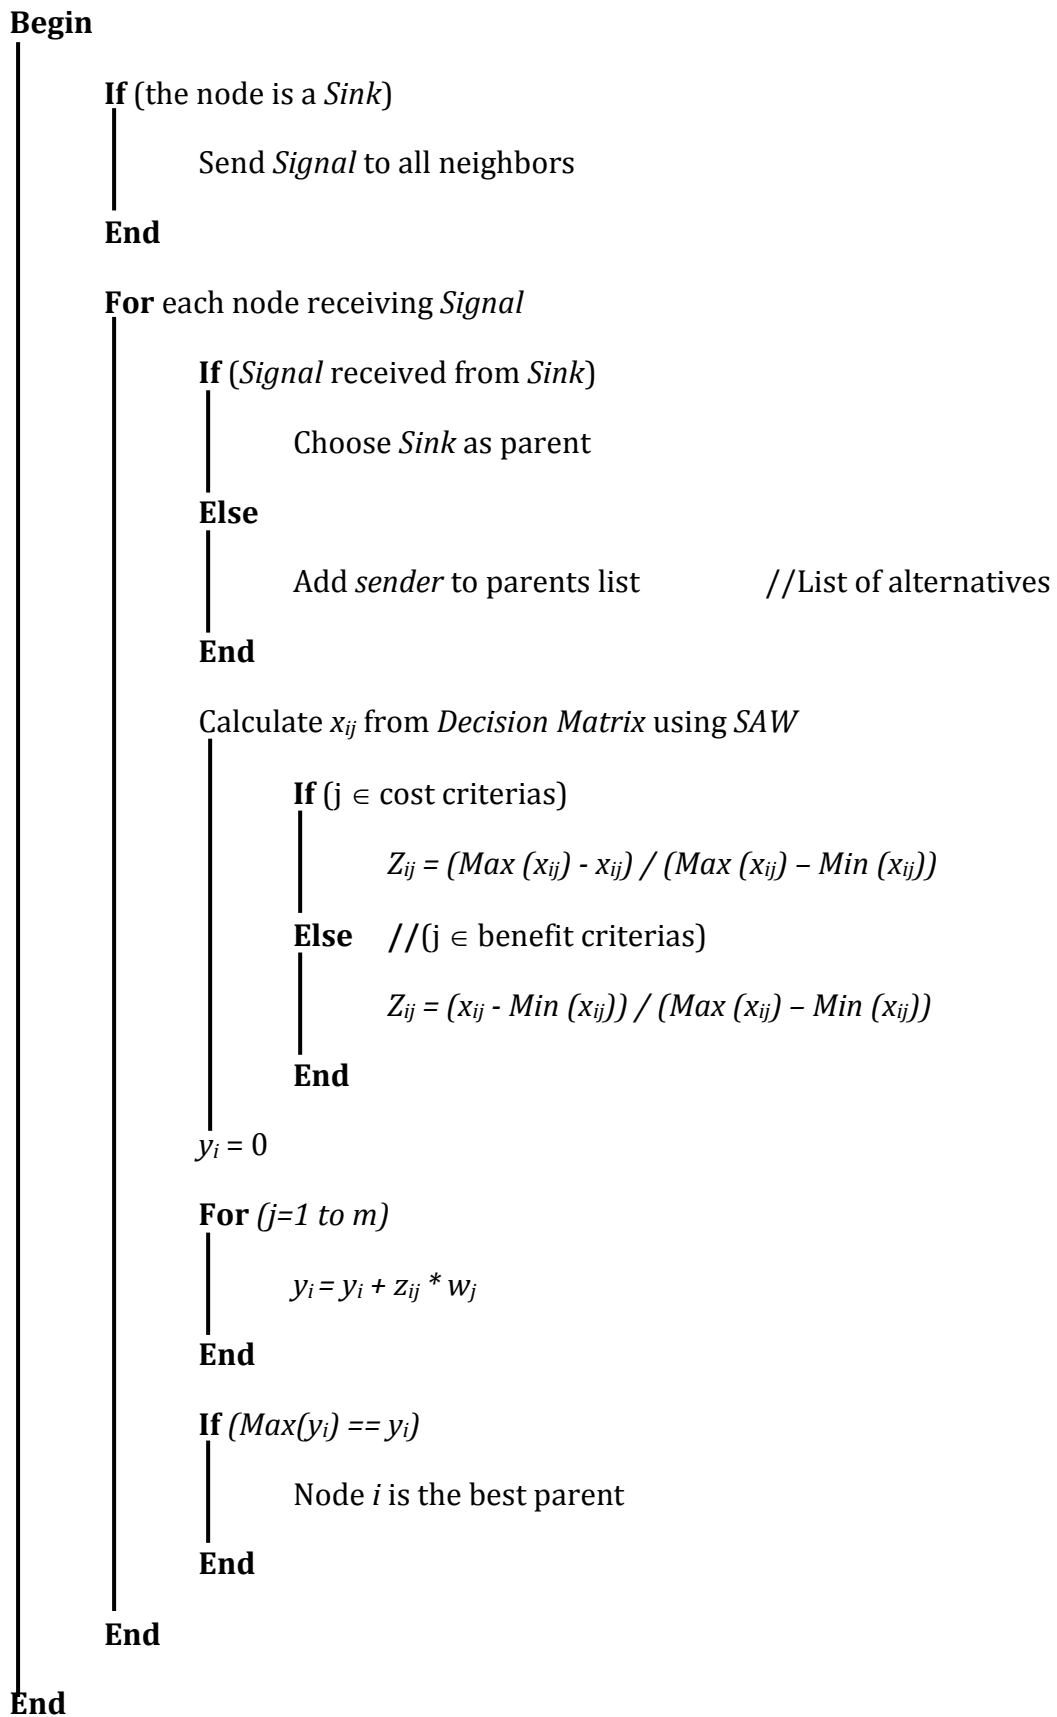 Begin
If (the node is a Sink)
Send Signal to all neighbors
End
For each node receiving Signal
If (Signal received from Sink)
Choose Sink as parent
Else
Add sender to parents list //List of alternatives
End
Calculate xij from Decision Matrix using SAW
If (j ∈ cost criterias)
Zij = (Max (xij) - xij) / (Max (xij) – Min (xij))
Else //(j ∈ benefit criterias)
Zij = (xij - Min (xij)) / (Max (xij) – Min (xij))
End
yi = 0
For (j=1 to m)
yi = yi + zij * wj
End
If (Max(yi) == yi)
Node i is the best parent
End
End
End